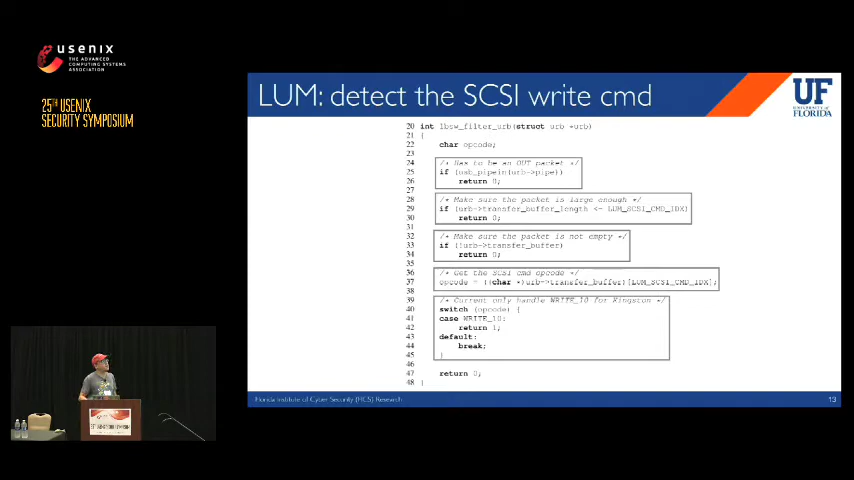 usenix
THE ADVANCED
COMPUTING SYSTEMS
ASSOCIATION
25TH USENIX
SECURITY SYMPOSIUM
LUM: detect the SCSI write cmd
UF
UNIVERSITY of
FLORIDA
20 int lbsw_filter_urb(struct urb *urb)
21 {
22 char opcode;
23
24 /* Has to be an OUT packet */
25 if (usb_pipein(urb->pipe))
26 return 0;
27
28 /* Make sure the packet is large enough */
29 if (urb->transfer_buffer_length <= LUM_SCSI_CMD_IDX)
30 return 0;
31
32 /* Make sure the packet is not empty */
33 if (!urb->transfer_buffer)
34 return 0;
35
36 /* Get the SCSI cmd opcode */
37 opcode = ((char *)urb->transfer_buffer)[LUM_SCSI_CMD_IDX];
38
39 /* Current only handle WRITE_10 for Kingston */
40 switch (opcode) {
41 case WRITE_10:
42 return 1;
43 default:
44 break;
45 }
46
47 return 0;
48 }
Florida Institute of Cyber Security (FICS) Research
13
25TH USENIX SECURITY SYMPOSIUM